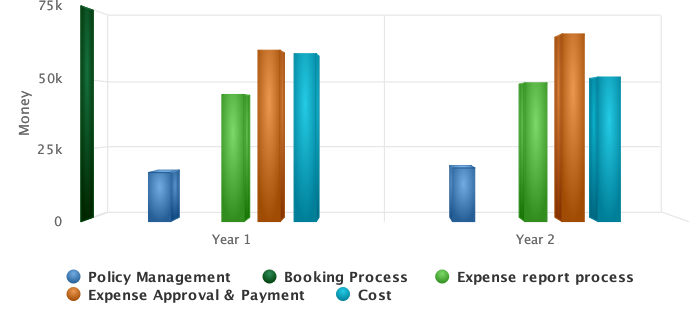 75k
50k
25k
0
Money
Year 1 Year 2
Policy Management Booking Process Expense report process
Expense Approval & Payment Cost